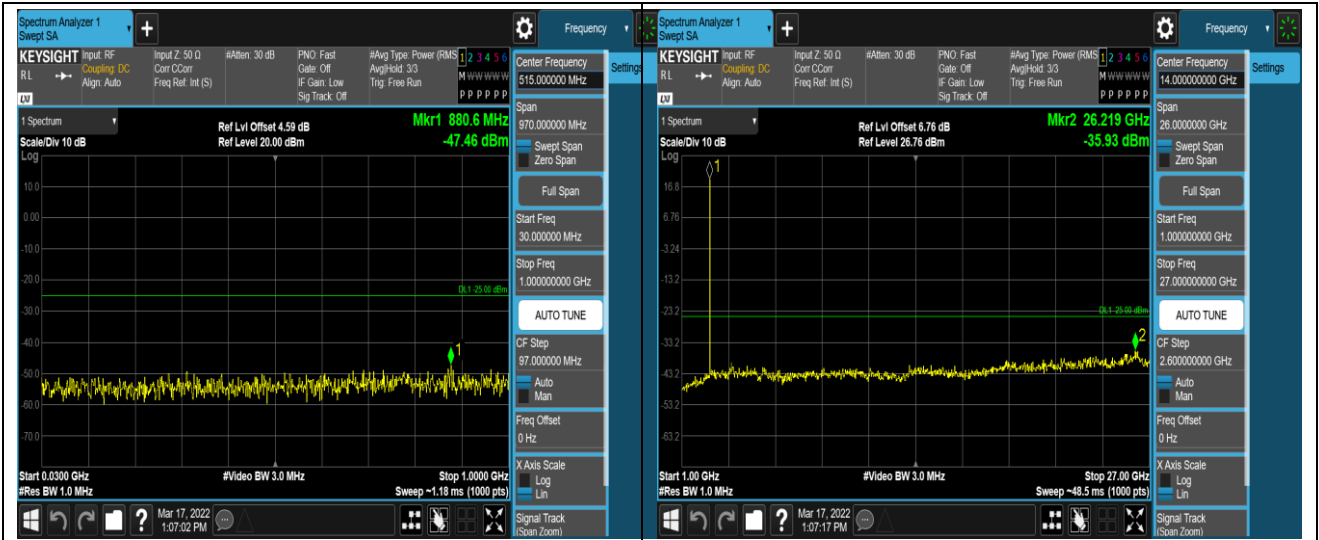 Spectrum Analyzer 1
Swept SA
+
Frequency
KEYSIGHT
RL
LXI
Input: RF
Coupling: DC
Align: Auto
Input Z: 50 Ω
Corr CCorr
Freq Ref: Int (S)
#Atten: 30 dB
PNO: Fast
Gate: Off
IF Gain: Low
Sig Track: Off
#Avg Type: Power (RMS
Avg|Hold: 3/3
Trig: Free Run
1 2 3 4 5 6
M W W W W W
P P P P P P
1 Spectrum
Scale/Div 10 dB
Log
Ref Lvl Offset 4.59 dB
Ref Level 20.00 dBm
Mkr1 880.6 MHz
-47.46 dBm
10.0
0.00
-10.0
-20.0
DL1 -25.00 dBm
-30.0
-40.0
1
-50.0
-60.0
-70.0
Start 0.0300 GHz
#Res BW 1.0 MHz
#Video BW 3.0 MHz
Stop 1.0000 GHz
Sweep ~1.18 ms (1000 pts)
Center Frequency
515.000000 MHz
Settings
Span
970.000000 MHz
Swept Span
Zero Span
Full Span
Start Freq
30.000000 MHz
Stop Freq
1.000000000 GHz
AUTO TUNE
CF Step
97.000000 MHz
Auto
Man
Freq Offset
0 Hz
X Axis Scale
Log
Lin
Signal Track
(Span Zoom)
?
Mar 17, 2022
1:07:02 PM
Spectrum Analyzer 1
Swept SA
+
Frequency
KEYSIGHT
RL
LXI
Input: RF
Coupling: DC
Align: Auto
Input Z: 50 Ω
Corr CCorr
Freq Ref: Int (S)
#Atten: 30 dB
PNO: Fast
Gate: Off
IF Gain: Low
Sig Track: Off
#Avg Type: Power (RMS
Avg|Hold: 3/3
Trig: Free Run
1 2 3 4 5 6
M W W W W W
P P P P P P
1 Spectrum
Scale/Div 10 dB
Log
Ref Lvl Offset 6.76 dB
Ref Level 26.76 dBm
Mkr2 26.219 GHz
-35.93 dBm
1
16.8
6.76
-3.24
-13.2
-23.2
DL1 -25.00 dBm
-33.2
2
-43.2
-53.2
-63.2
Start 1.00 GHz
#Res BW 1.0 MHz
#Video BW 3.0 MHz
Stop 27.00 GHz
Sweep ~48.5 ms (1000 pts)
Center Frequency
14.000000000 GHz
Settings
Span
26.0000000 GHz
Swept Span
Zero Span
Full Span
Start Freq
1.000000000 GHz
Stop Freq
27.000000000 GHz
AUTO TUNE
CF Step
2.600000000 GHz
Auto
Man
Freq Offset
0 Hz
X Axis Scale
Log
Lin
Signal Track
(Span Zoom)
?
Mar 17, 2022
1:07:17 PM